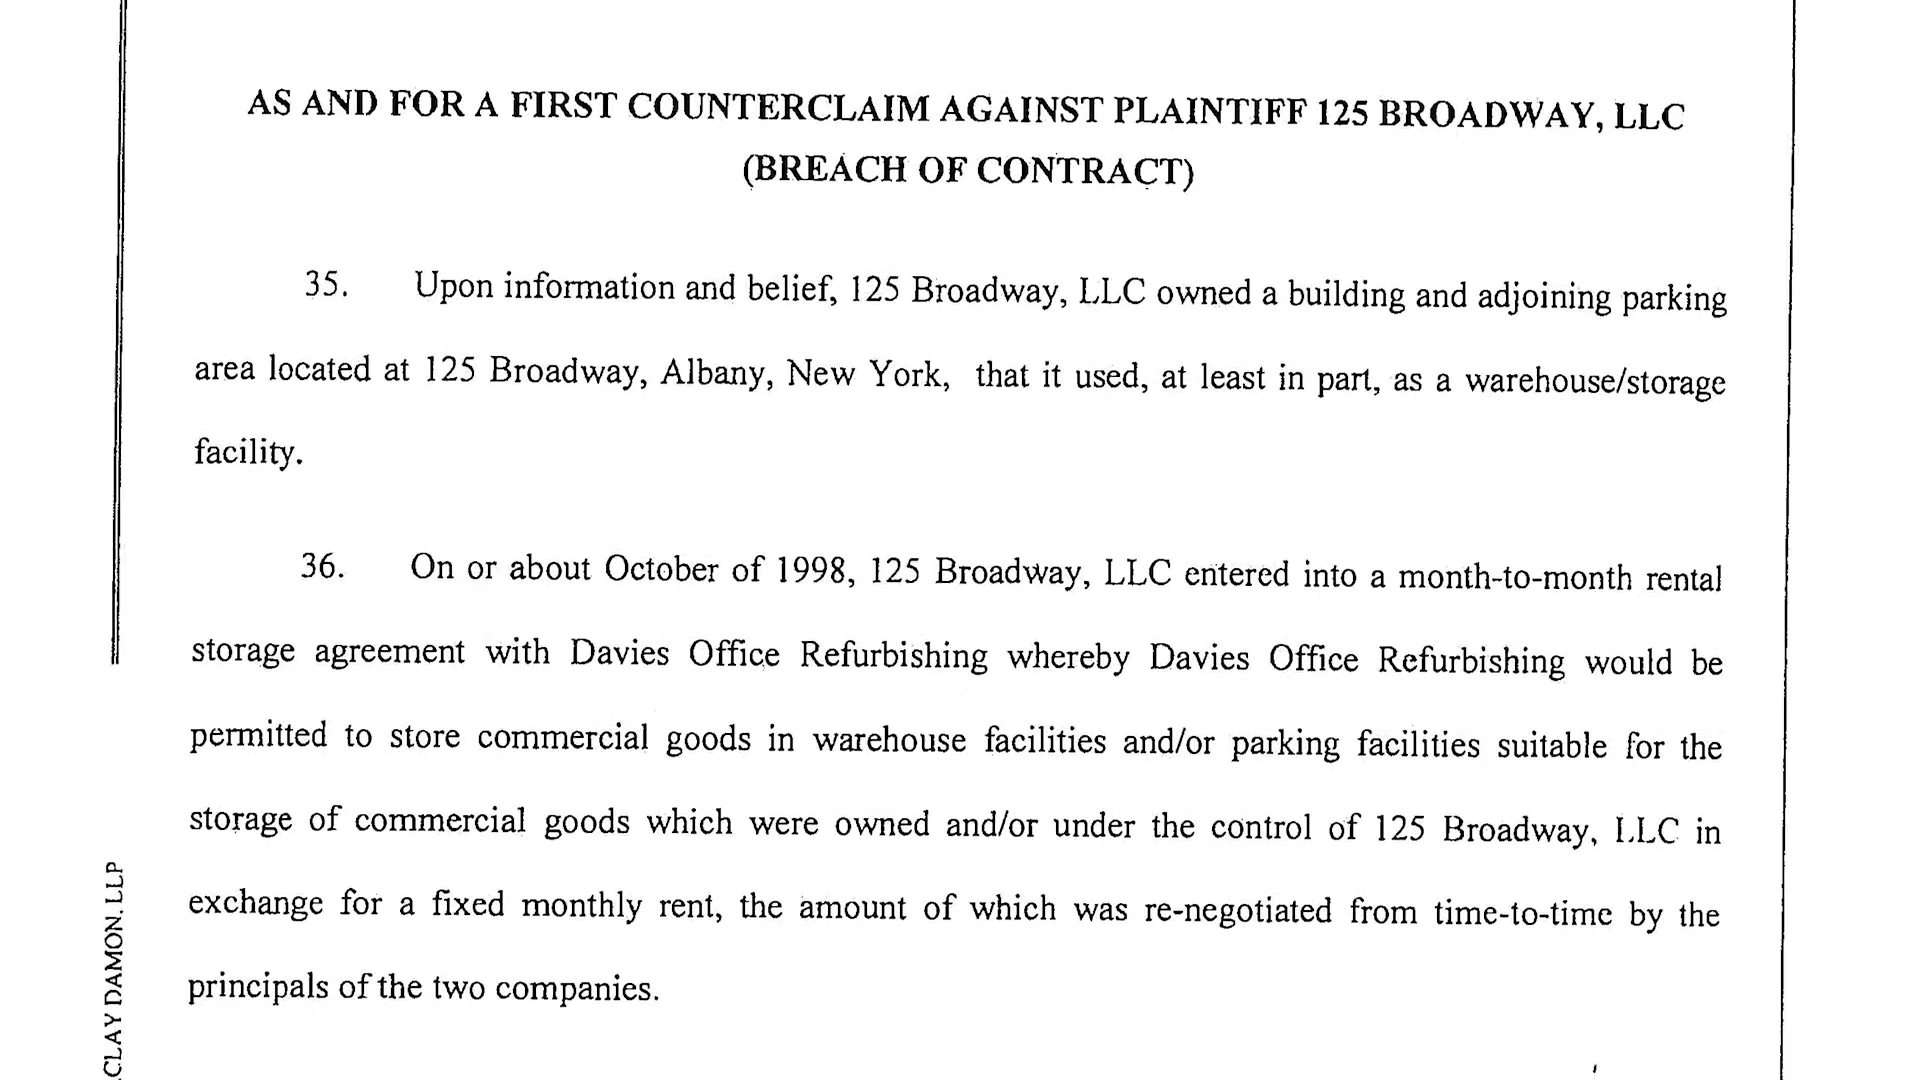 AS AND FOR A FIRST COUNTERCLAIM AGAINST PLAINTIFF 125 BROADWAY, LLC
(BREACH OF CONTRACT)
35. Upon information and belief, 125 Broadway, LLC owned a building and adjoining parking
area located at 125 Broadway, Albany, New York, that it used, at least in part, as a warehouse/storage
facility.
36. On or about October of 1998, 125 Broadway, LLC entered into a month-to-month rental
storage agreement with Davies Office Refurbishing whereby Davies Office Refurbishing would be
permitted to store commercial goods in warehouse facilities and/or parking facilities suitable for the
storage of commercial goods which were owned and/or under the control of 125 Broadway, LLC in
exchange for a fixed monthly rent, the amount of which was re-negotiated from time-to-time by the
principals of the two companies.
CLAY DAMON, LLP